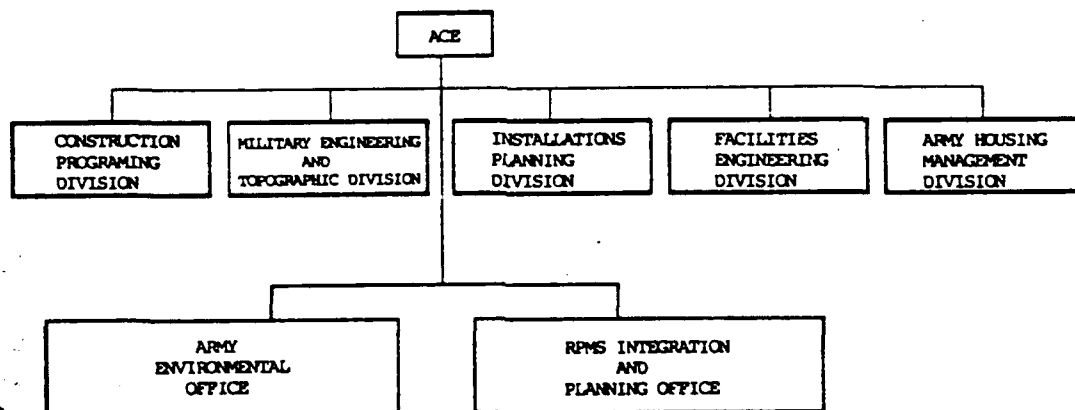 ACE
CONSTRUCTION
PROGRAMING
DIVISION
MILITARY ENGINEERING
AND
TOPOGRAPHIC DIVISION
INSTALLATIONS
PLANNING
DIVISION
FACILITIES
ENGINEERING
DIVISION
ARMY HOUSING
MANAGEMENT
DIVISION
ARMY
ENVIRONMENTAL
OFFICE
RPMS INTEGRATION
AND
PLANNING OFFICE